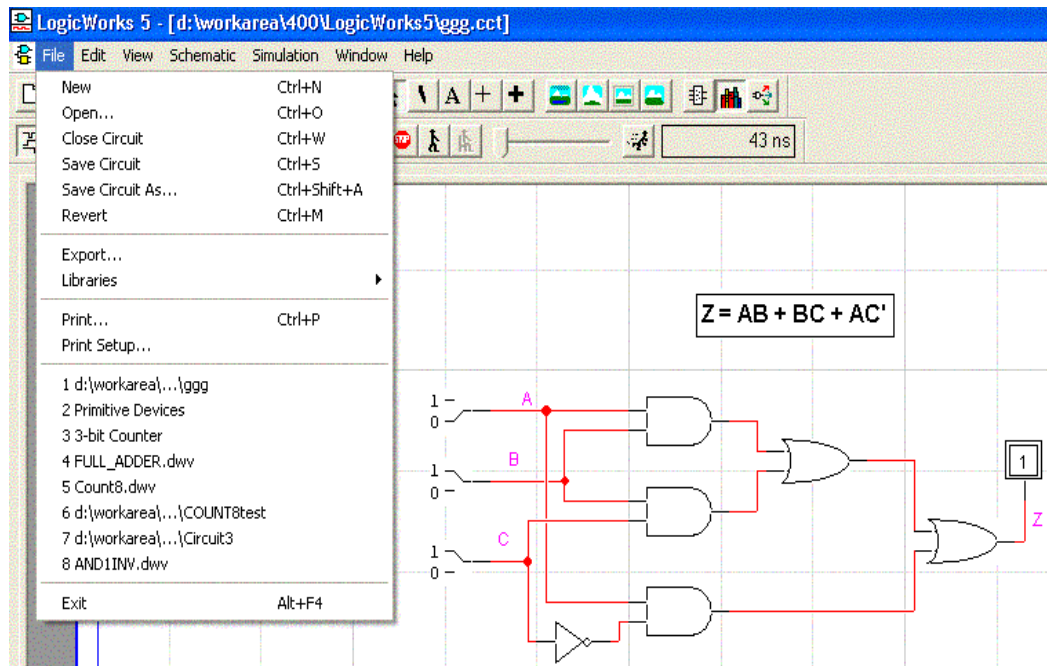 LogicWorks 5 - [d:\workarea\400\LogicWorks5\ggg.cct]
File Edit View Schematic Simulation Window Help
New Ctrl+N
Open... Ctrl+O
Close Circuit Ctrl+W
Save Circuit Ctrl+S
Save Circuit As... Ctrl+Shift+A
Revert Ctrl+M
Export...
Libraries
Print... Ctrl+P
Print Setup...
1 d:\workarea\...\ggg
2 Primitive Devices
3 3-bit Counter
4 FULL_ADDER.dwv
5 Count8.dwv
6 d:\workarea\...\COUNT8test
7 d:\workarea\...\Circuit3
8 AND1INV.dwv
Exit Alt+F4
A
STOP
43 ns
Z = AB + BC + AC'
1
0
A
1
0
B
1
0
C
1
Z